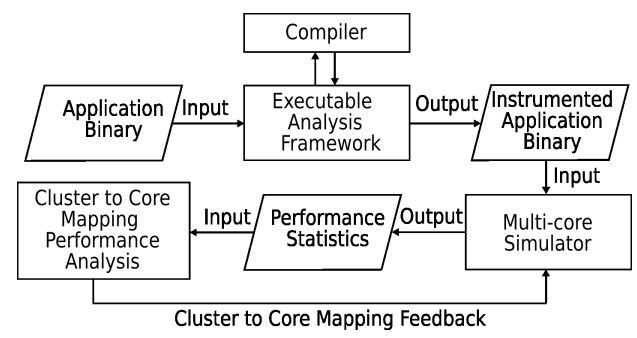 Compiler
Application
Binary
Input
Executable
Analysis
Framework
Output
Instrumented
Application
Binary
Input
Cluster to Core
Mapping
Performance
Analysis
Input
Performance
Statistics
Output
Multi-core
Simulator
Cluster to Core Mapping Feedback